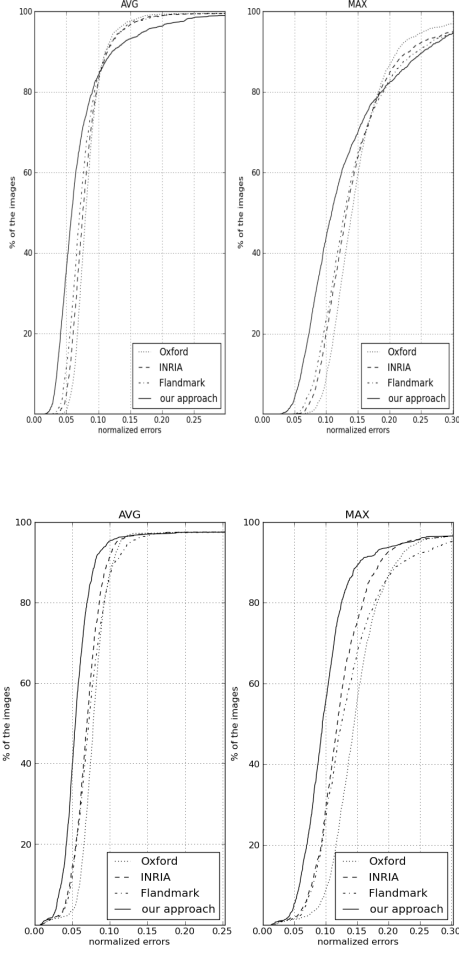 AVG
100
80
60
40
20
% of the images
0.00 0.05 0.10 0.15 0.20 0.25
normalized errors
Oxford
INRIA
Flandmark
our approach
MAX
100
80
60
40
20
% of the images
0.00 0.05 0.10 0.15 0.20 0.25 0.30
normalized errors
Oxford
INRIA
Flandmark
our approach
AVG
100
80
60
40
20
% of the images
0.00 0.05 0.10 0.15 0.20 0.25
normalized errors
Oxford
INRIA
Flandmark
our approach
MAX
100
80
60
40
20
% of the images
0.00 0.05 0.10 0.15 0.20 0.25 0.30
normalized errors
Oxford
INRIA
Flandmark
our approach